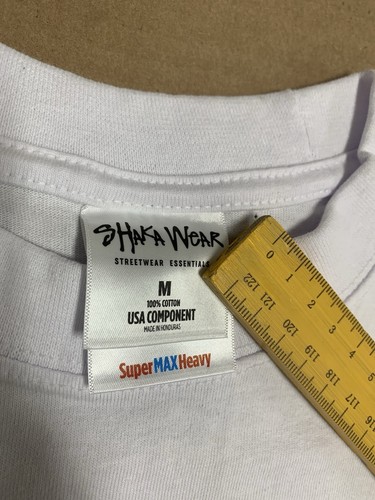 SHAKA WEAR
STREETWEAR ESSENTIALS
M
100% COTTON
USA COMPONENT
MADE IN HONDURAS
SuperMAXHeavy
0 1 2 3 4 5
122 121 120 119 118 117 116